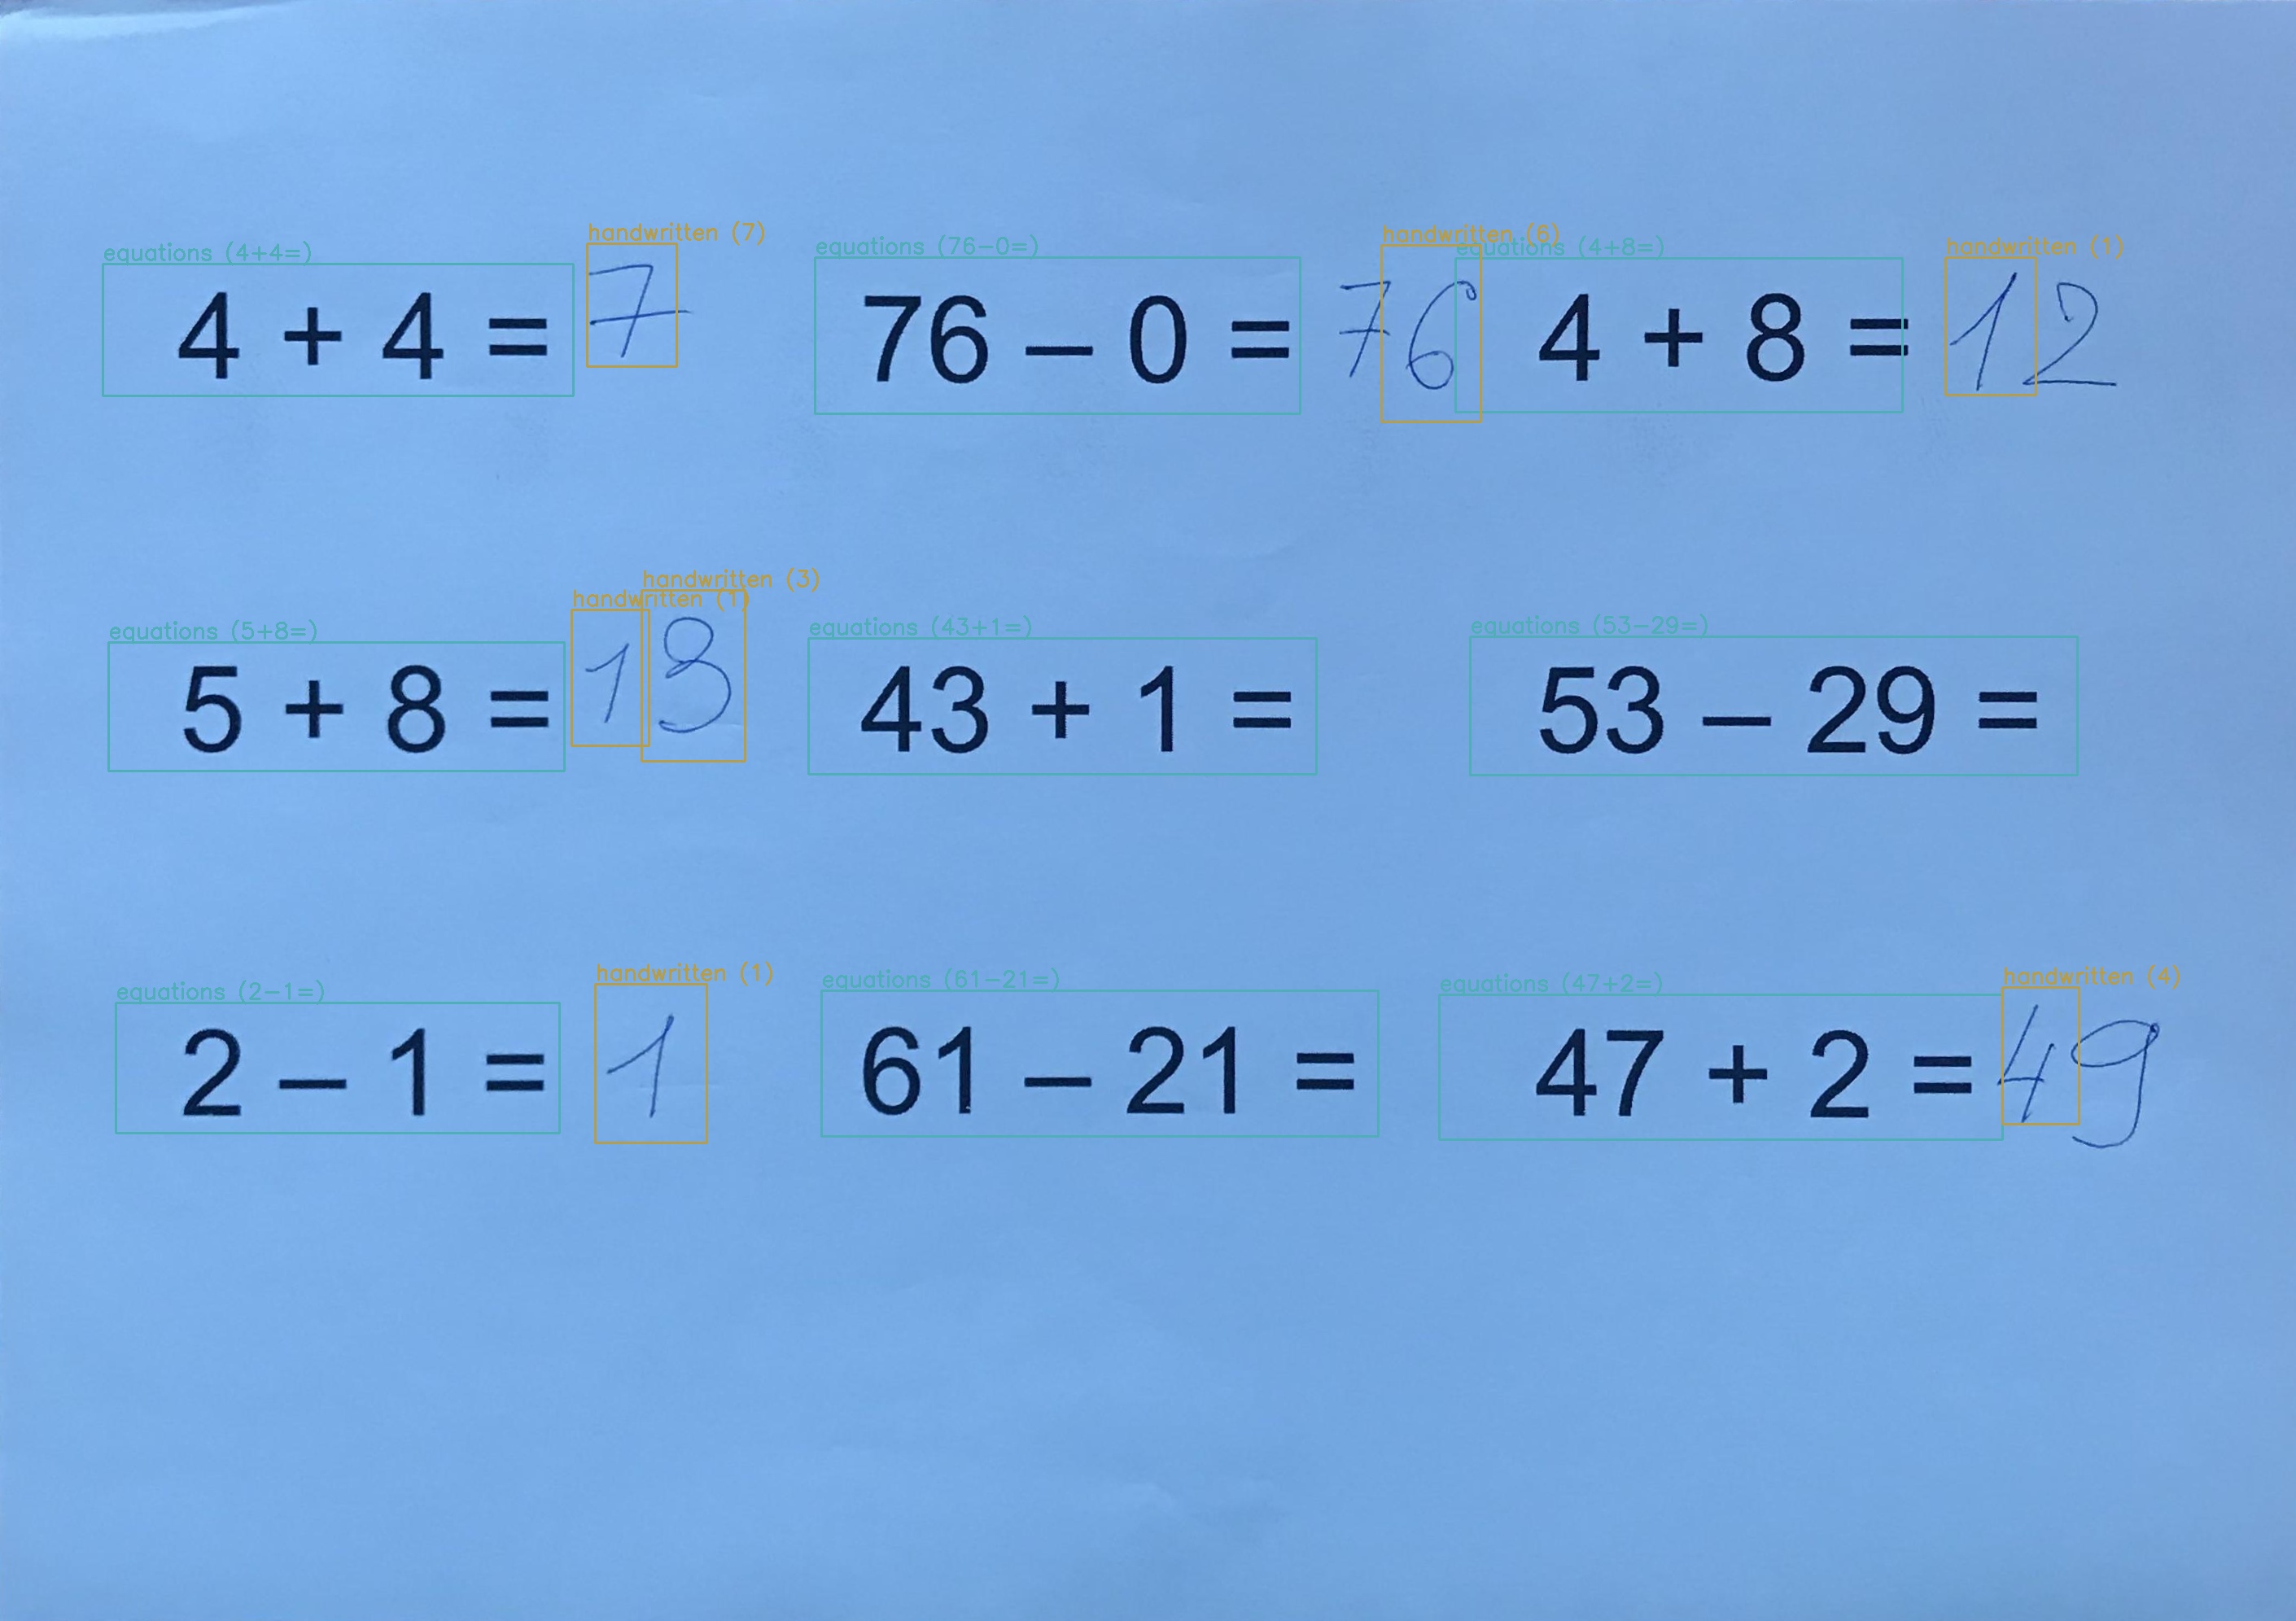 handwritten (7) handwritten (6)
equations (4+4=) equations (76-0=) equations (4+8=) handwritten (1)
4 + 4 = 7 76 – 0 = 76 4 + 8 = 12
handwritten (3)
handwritten (1)
equations (5+8=) equations (43+1=) equations (53-29=)
5 + 8 = 13 43 + 1 = 53 – 29 =
handwritten (1) equations (61-21=) handwritten (4)
equations (2-1=) equations (47+2=)
2 – 1 = 1 61 – 21 = 47 + 2 = 49